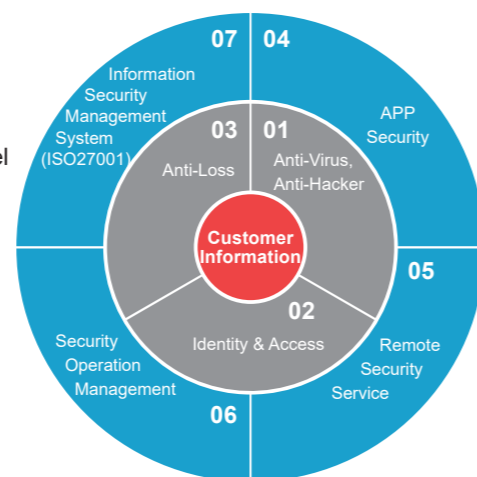 07
Information
Security
Management
System
(ISO27001)
04
APP
Security
el
03
Anti-Loss
01
Anti-Virus,
Anti-Hacker
Customer
Information
05
Remote
Security
Service
02
Identity & Access
Security
Operation
Management
06